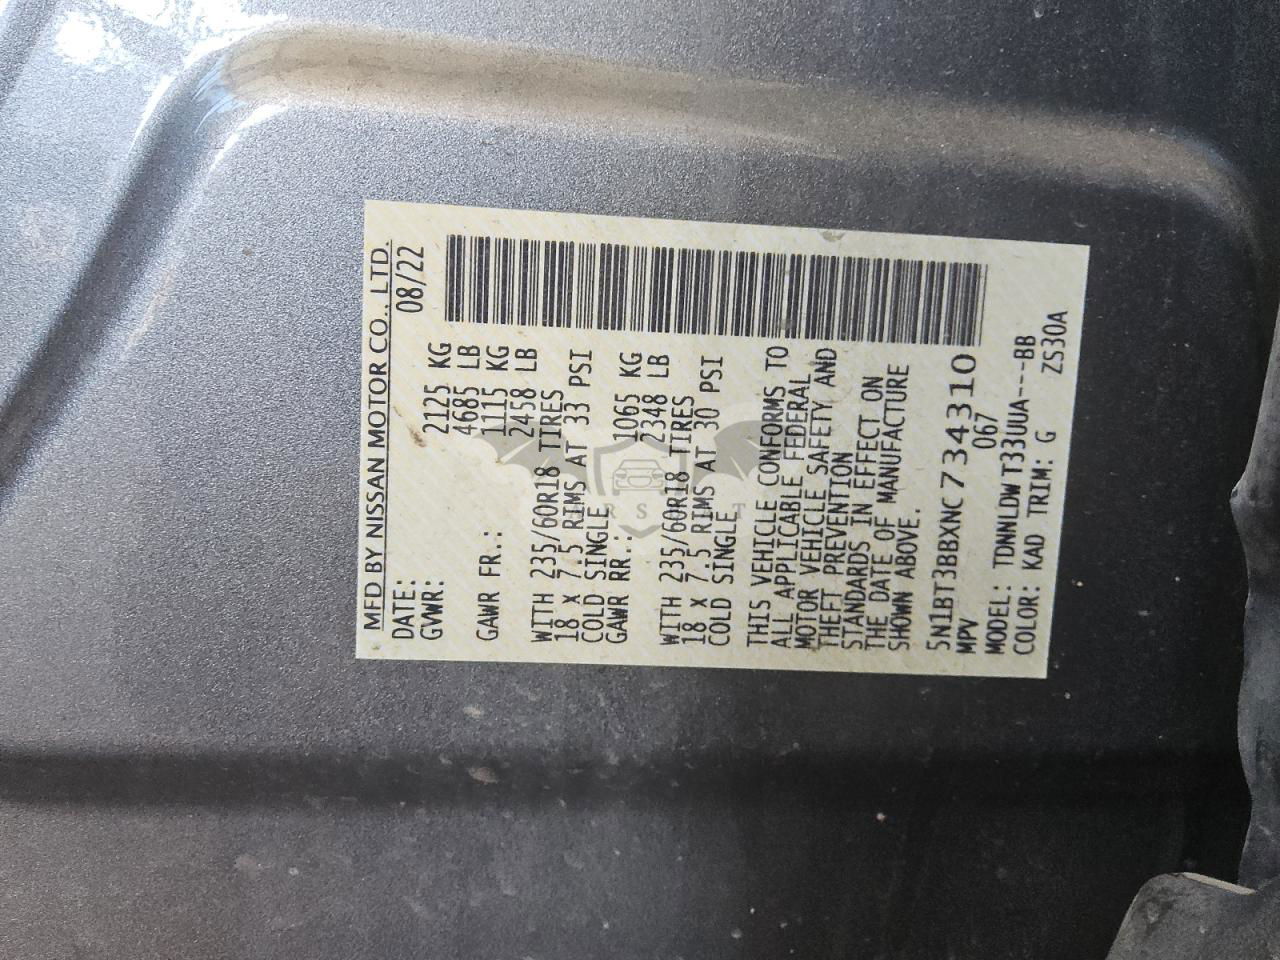 MFD BY NISSAN MOTOR CO., LTD.
DATE: 08/22
GVWR: 2125 KG
4685 LB
GAWR FR.: 1115 KG
2458 LB
WITH 235/60R18 TIRES
18 x 7.5 RIMS AT 33 PSI
COLD SINGLE
GAWR RR.: 1065 KG
2348 LB
WITH 235/60R18 TIRES
18 x 7.5 RIMS AT 30 PSI
COLD SINGLE
THIS VEHICLE CONFORMS TO
ALL APPLICABLE FEDERAL
MOTOR VEHICLE SAFETY AND
THEFT PREVENTION
STANDARDS IN EFFECT ON
THE DATE OF MANUFACTURE
SHOWN ABOVE.
5N1BT3BBXNC734310
MPV 067
MODEL: TDNNLDWT33UUA---BB
COLOR: KAD TRIM: G ZS30A